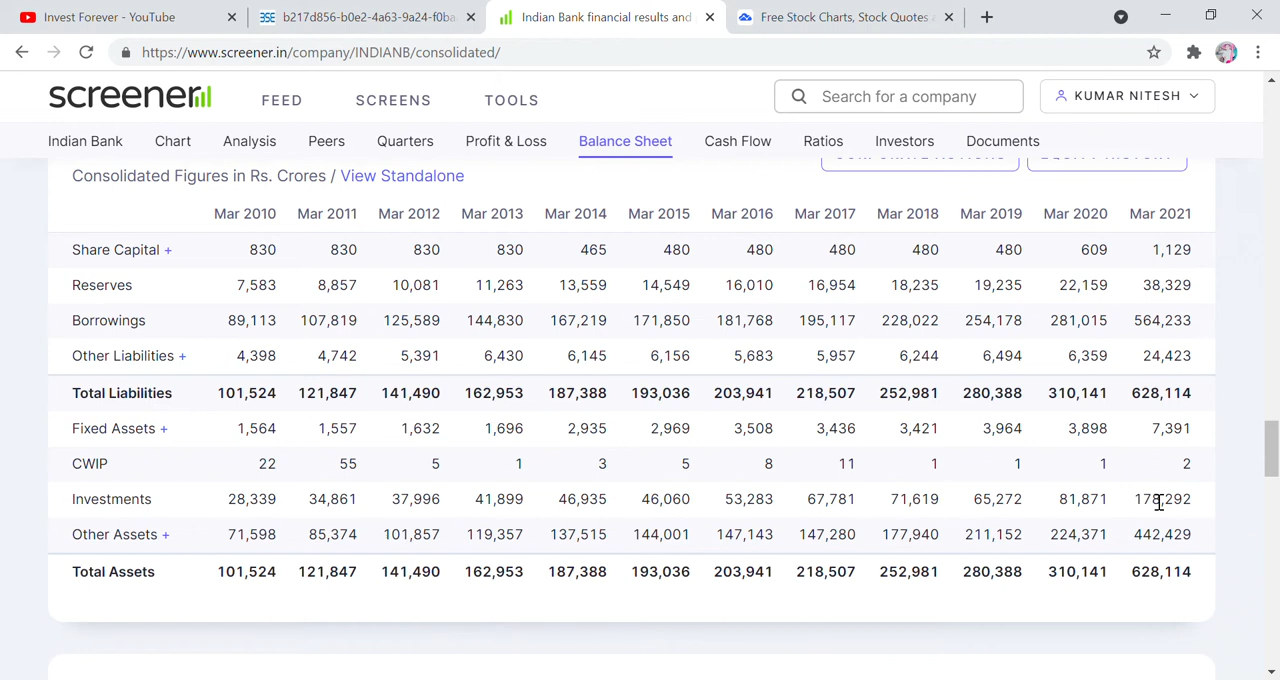 Invest Forever - YouTube b217d856-b0e2-4a63-9a24-f0ba Indian Bank financial results and Free Stock Charts, Stock Quotes
https://www.screener.in/company/INDIANB/consolidated/
screener FEED SCREENS TOOLS Search for a company KUMAR NITESH
Indian Bank Chart Analysis Peers Quarters Profit & Loss Balance Sheet Cash Flow Ratios Investors Documents
CORPORATE ACTIONS EQUITY HISTORY
Consolidated Figures in Rs. Crores / View Standalone
Mar 2010 Mar 2011 Mar 2012 Mar 2013 Mar 2014 Mar 2015 Mar 2016 Mar 2017 Mar 2018 Mar 2019 Mar 2020 Mar 2021
Share Capital + 830 830 830 830 465 480 480 480 480 480 609 1,129
Reserves 7,583 8,857 10,081 11,263 13,559 14,549 16,010 16,954 18,235 19,235 22,159 38,329
Borrowings 89,113 107,819 125,589 144,830 167,219 171,850 181,768 195,117 228,022 254,178 281,015 564,233
Other Liabilities + 4,398 4,742 5,391 6,430 6,145 6,156 5,683 5,957 6,244 6,494 6,359 24,423
Total Liabilities 101,524 121,847 141,490 162,953 187,388 193,036 203,941 218,507 252,981 280,388 310,141 628,114
Fixed Assets + 1,564 1,557 1,632 1,696 2,935 2,969 3,508 3,436 3,421 3,964 3,898 7,391
CWIP 22 55 5 1 3 5 8 11 1 1 1 2
Investments 28,339 34,861 37,996 41,899 46,935 46,060 53,283 67,781 71,619 65,272 81,871 178,292
Other Assets + 71,598 85,374 101,857 119,357 137,515 144,001 147,143 147,280 177,940 211,152 224,371 442,429
Total Assets 101,524 121,847 141,490 162,953 187,388 193,036 203,941 218,507 252,981 280,388 310,141 628,114